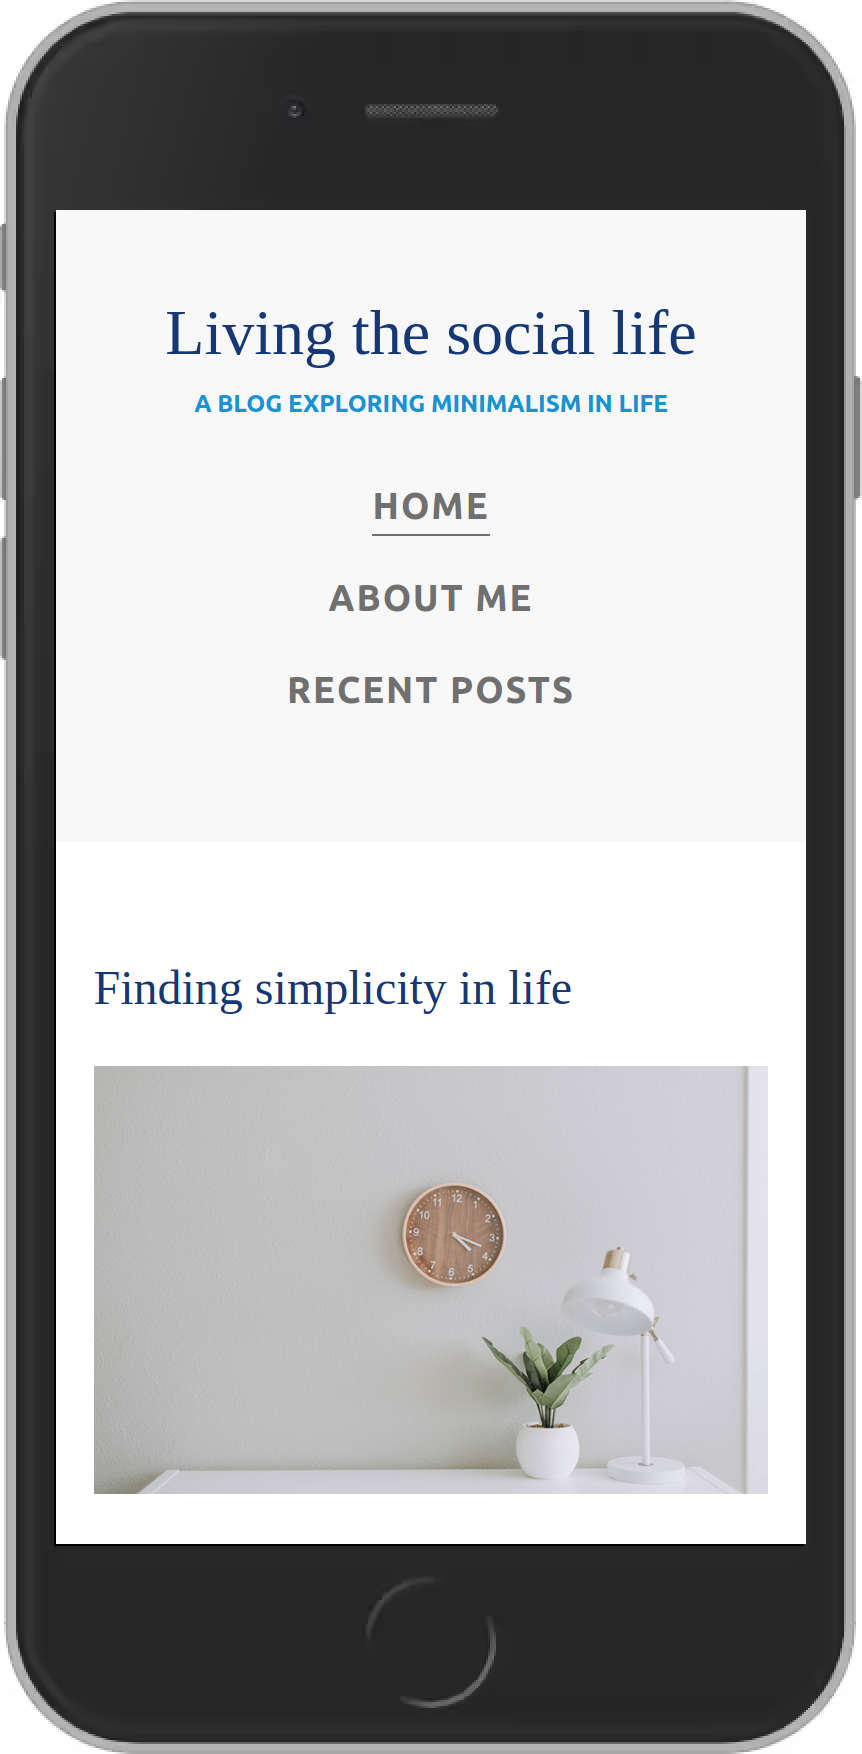 Living the social life
A BLOG EXPLORING MINIMALISM IN LIFE
HOME
ABOUT ME
RECENT POSTS
Finding simplicity in life
12
11 1
10 2
9 3
8 4
7 5
6